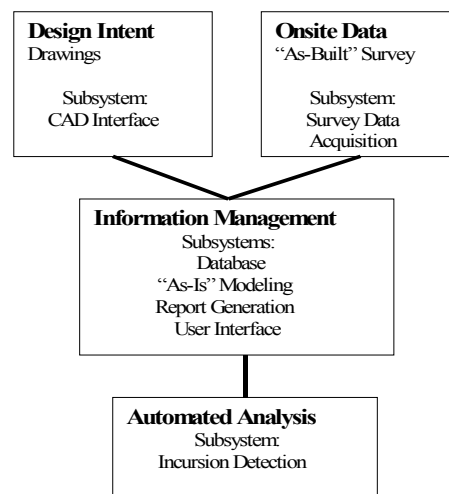 Design Intent
Drawings
Subsystem:
CAD Interface
Onsite Data
“As-Built” Survey
Subsystem:
Survey Data
Acquisition
Information Management
Subsystems:
Database
“As-Is” Modeling
Report Generation
User Interface
Automated Analysis
Subsystem:
Incursion Detection